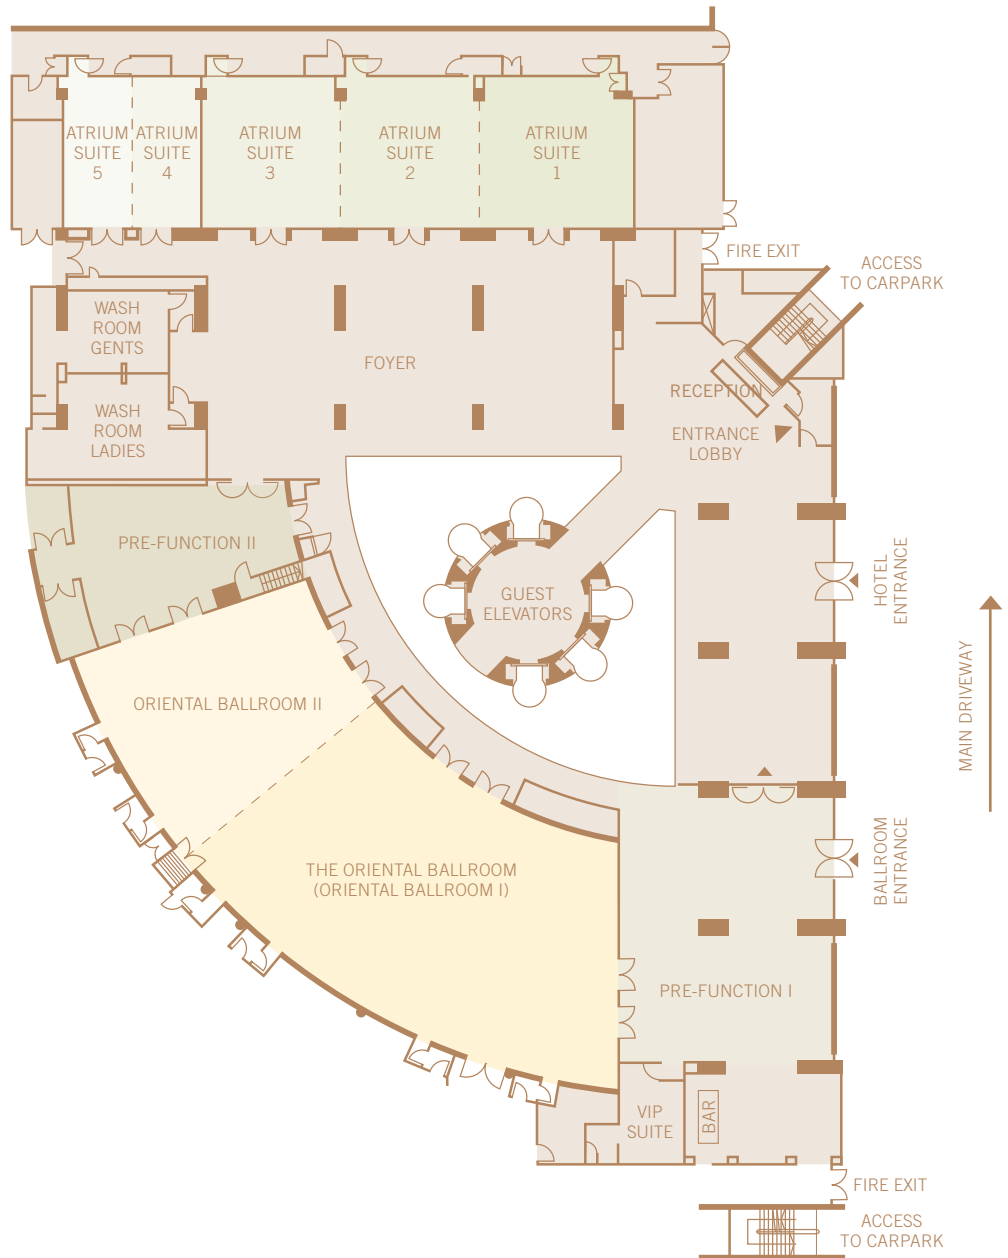 ATRIUM
SUITE
5
ATRIUM
SUITE
4
ATRIUM
SUITE
3
ATRIUM
SUITE
2
ATRIUM
SUITE
1
FIRE EXIT
ACCESS
TO CARPARK
WASH
ROOM
GENTS
FOYER
RECEPTION
WASH
ROOM
LADIES
ENTRANCE
LOBBY
PRE-FUNCTION II
GUEST
ELEVATORS
HOTEL
ENTRANCE
MAIN DRIVEWAY
ORIENTAL BALLROOM II
THE ORIENTAL BALLROOM
(ORIENTAL BALLROOM I)
BALLROOM
ENTRANCE
PRE-FUNCTION I
VIP
SUITE
BAR
FIRE EXIT
ACCESS
TO CARPARK